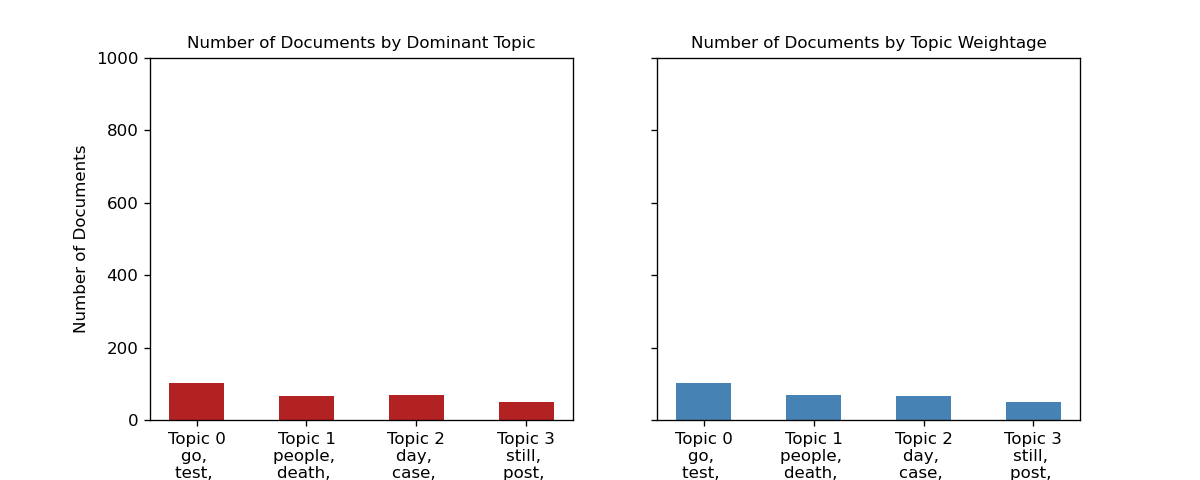 Number of Documents by Dominant Topic
Number of Documents by Topic Weightage
1000
800
600
400
200
0
Number of Documents
Topic 0
go,
test,
Topic 1
people,
death,
Topic 2
day,
case,
Topic 3
still,
post,
Topic 0
go,
test,
Topic 1
people,
death,
Topic 2
day,
case,
Topic 3
still,
post,